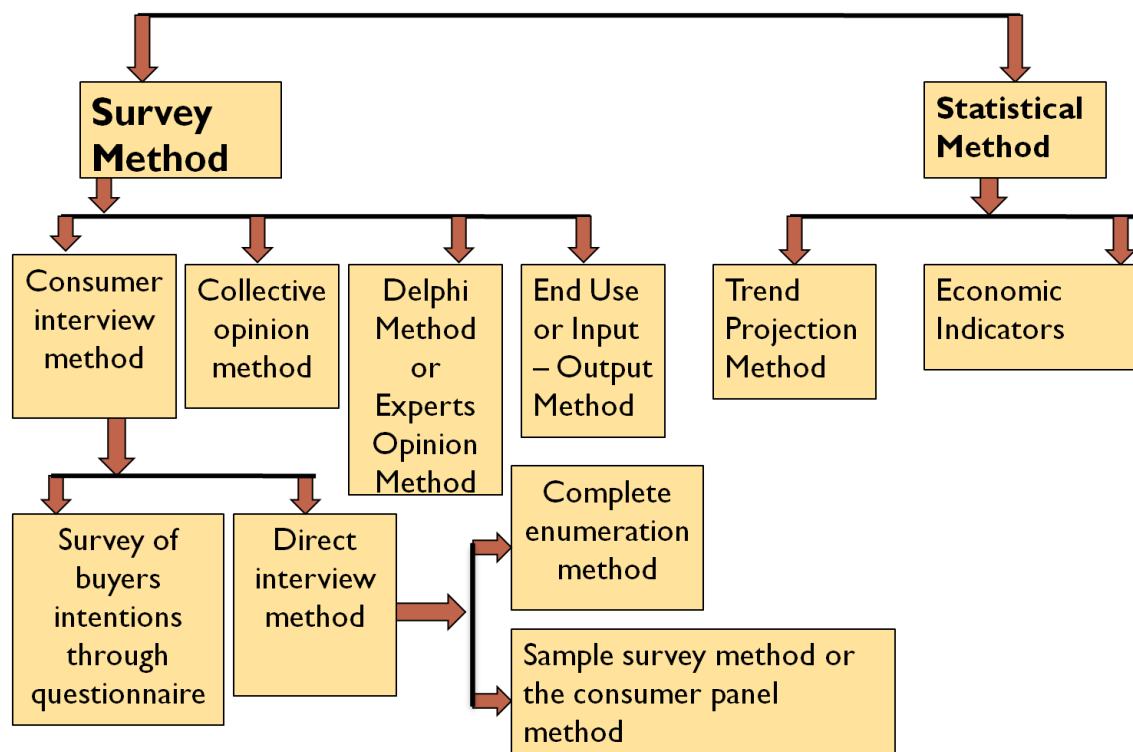 Survey
Method
Statistical
Method
Consumer
interview
method
Collective
opinion
method
Delphi
Method
or
Experts
Opinion
Method
End Use
or Input
– Output
Method
Trend
Projection
Method
Economic
Indicators
Survey of
buyers
intentions
through
questionnaire
Direct
interview
method
Complete
enumeration
method
Sample survey method or
the consumer panel
method